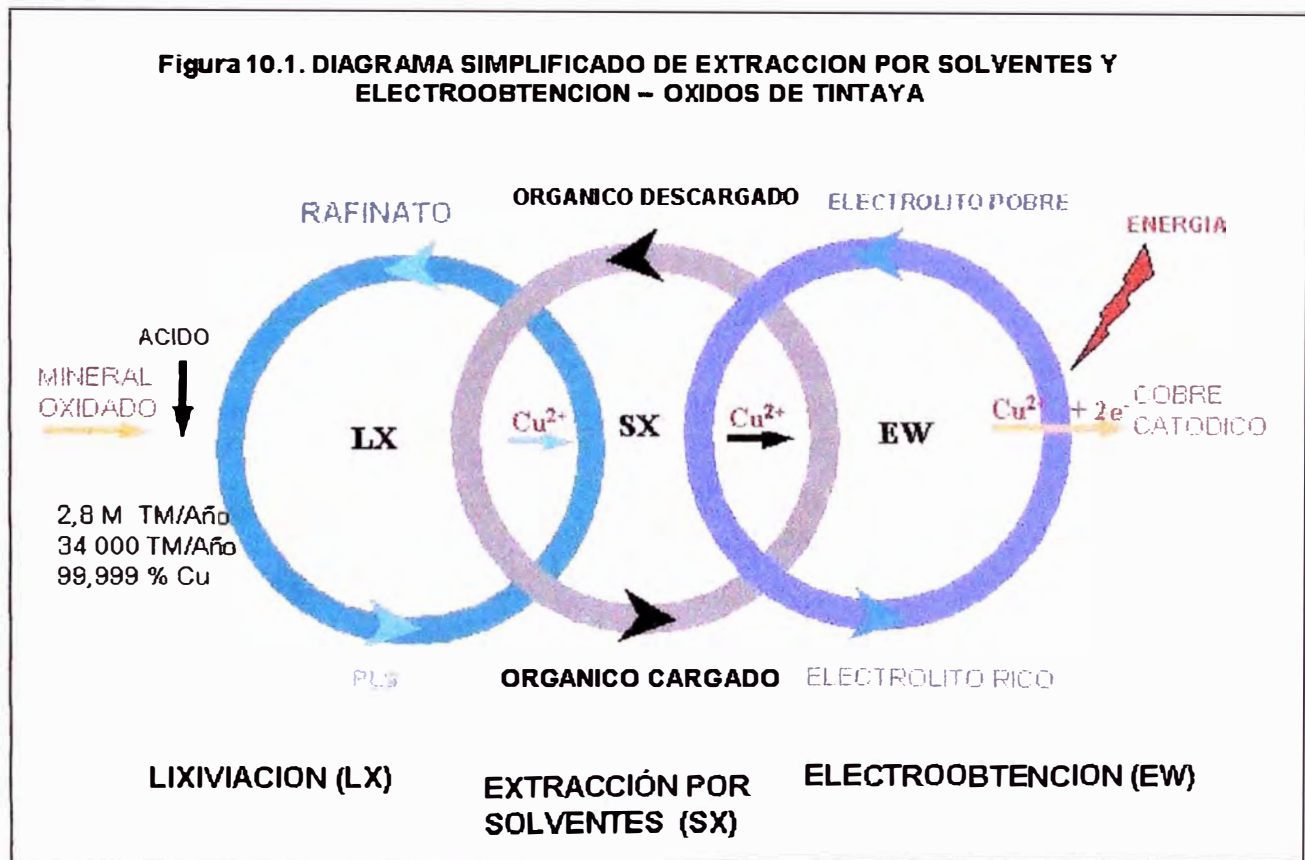 Figura 10.1. DIAGRAMA SIMPLIFICADO DE EXTRACCION POR SOLVENTES Y
ELECTROOBTENCION – OXIDOS DE TINTAYA
RAFINATO
ORGANICO DESCARGADO
ELECTROLITO POBRE
ENERGIA
ACIDO
MINERAL
OXIDADO
LX
Cu²⁺
SX
Cu²⁺
EW
Cu²⁺ + 2e⁻
COBRE
CATODICO
2,8 M TM/Año
34 000 TM/Año
99,999 % Cu
PLS
ORGANICO CARGADO
ELECTROLITO RICO
LIXIVIACION (LX)
EXTRACCIÓN POR
SOLVENTES (SX)
ELECTROOBTENCION (EW)